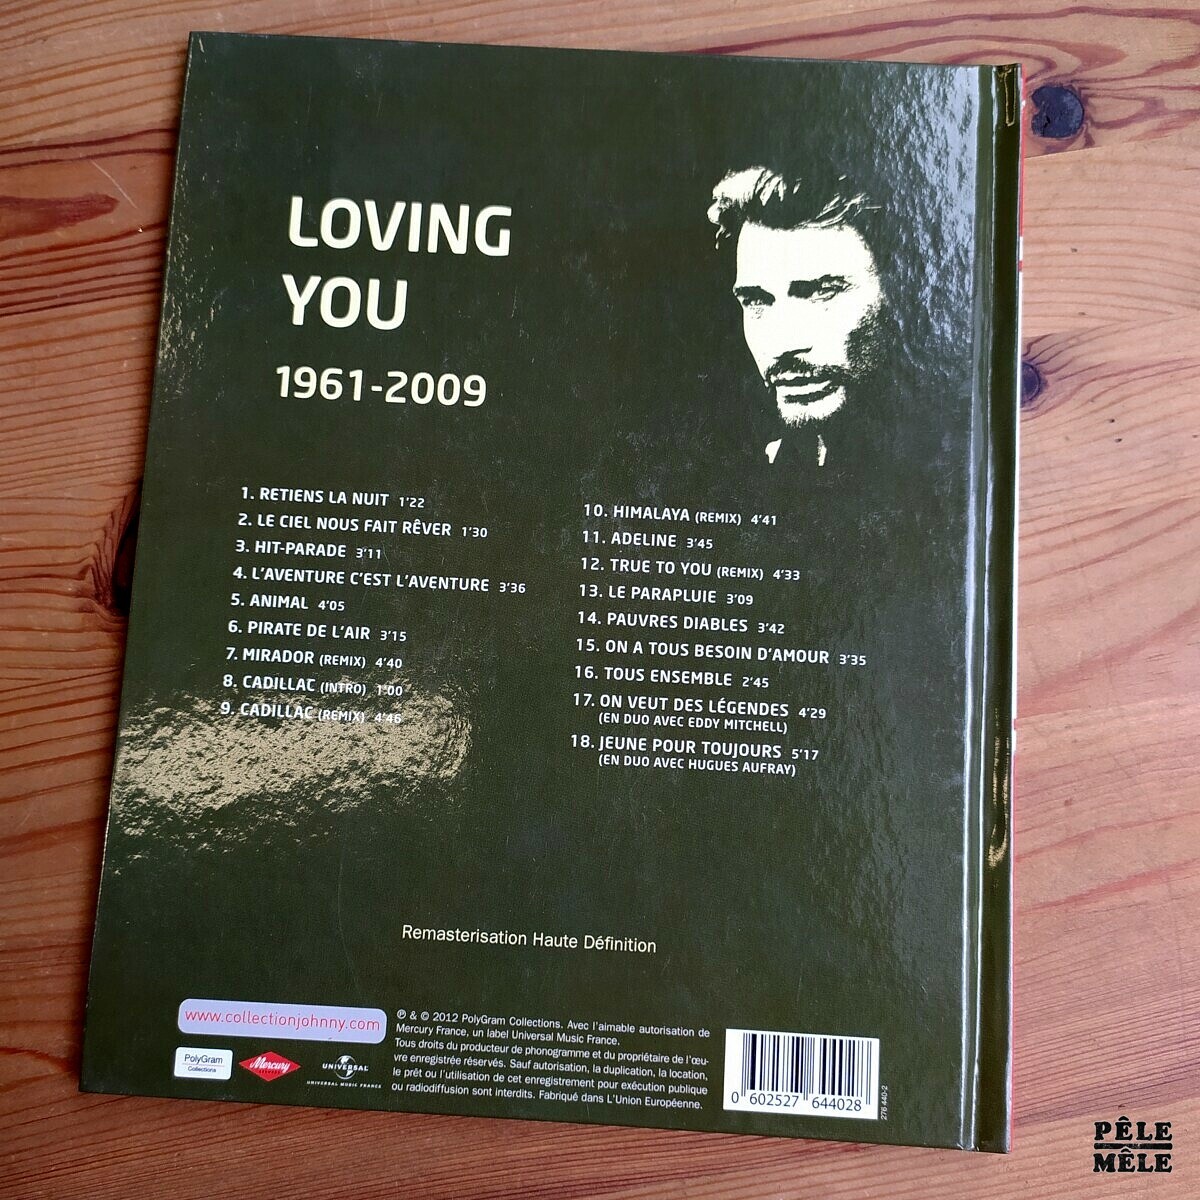 LOVING
YOU
1961-2009
1. RETIENS LA NUIT 1'22
2. LE CIEL NOUS FAIT RÊVER 1'30
3. HIT-PARADE 3'11
4. L'AVENTURE C'EST L'AVENTURE 3'36
5. ANIMAL 4'05
6. PIRATE DE L'AIR 3'15
7. MIRADOR (REMIX) 4'40
8. CADILLAC (INTRO) 1'00
9. CADILLAC (REMIX) 4'46
10. HIMALAYA (REMIX) 4'41
11. ADELINE 3'45
12. TRUE TO YOU (REMIX) 4'33
13. LE PARAPLUIE 3'09
14. PAUVRES DIABLES 3'42
15. ON A TOUS BESOIN D'AMOUR 3'35
16. TOUS ENSEMBLE 2'45
17. ON VEUT DES LÉGENDES 4'29
(EN DUO AVEC EDDY MITCHELL)
18. JEUNE POUR TOUJOURS 5'17
(EN DUO AVEC HUGUES AUFRAY)
Remasterisation Haute Définition
www.collectionjohnny.com
PolyGram
Collections
Mercury
UNIVERSAL
UNIVERSAL MUSIC FRANCE
℗ & © 2012 PolyGram Collections. Avec l'aimable autorisation de
Mercury France, un label Universal Music France.
Tous droits du producteur de phonogramme et du propriétaire de l'œu-
vre enregistrée réservés. Sauf autorisation, la duplication, la location,
le prêt ou l'utilisation de cet enregistrement pour exécution publique
ou radiodiffusion sont interdits. Fabriqué dans L'Union Européenne.
0 602527 644028
276 440-2
PÊLE
MÊLE